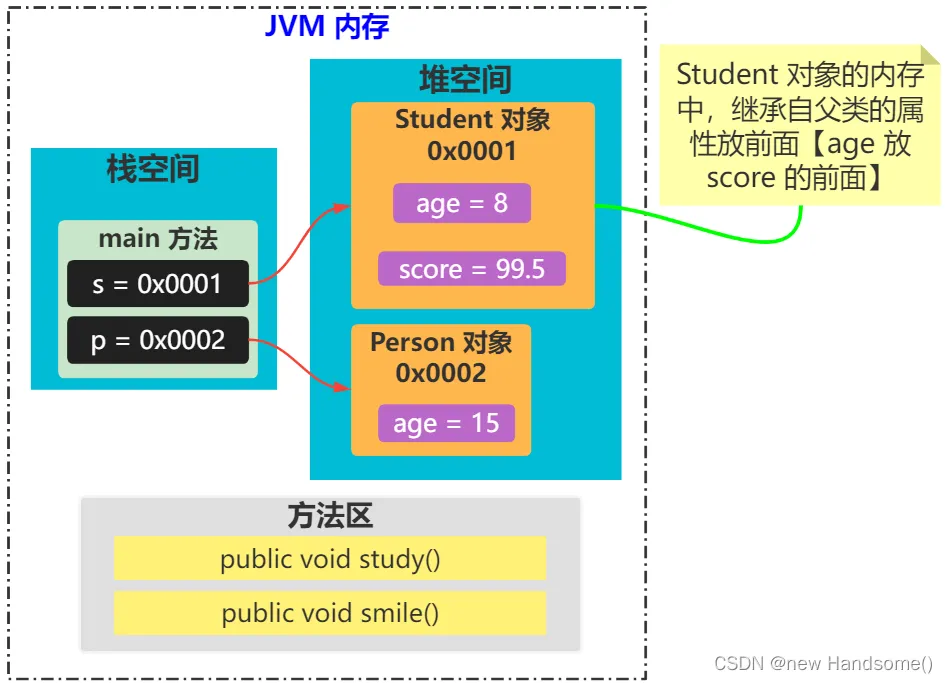 JVM 内存
堆空间
Student 对象
0x0001
age = 8
score = 99.5
Person 对象
0x0002
age = 15
栈空间
main 方法
s = 0x0001
p = 0x0002
方法区
public void study()
public void smile()
Student 对象的内存
中，继承自父类的属
性放前面【age 放
score 的前面】
CSDN @new Handsome()